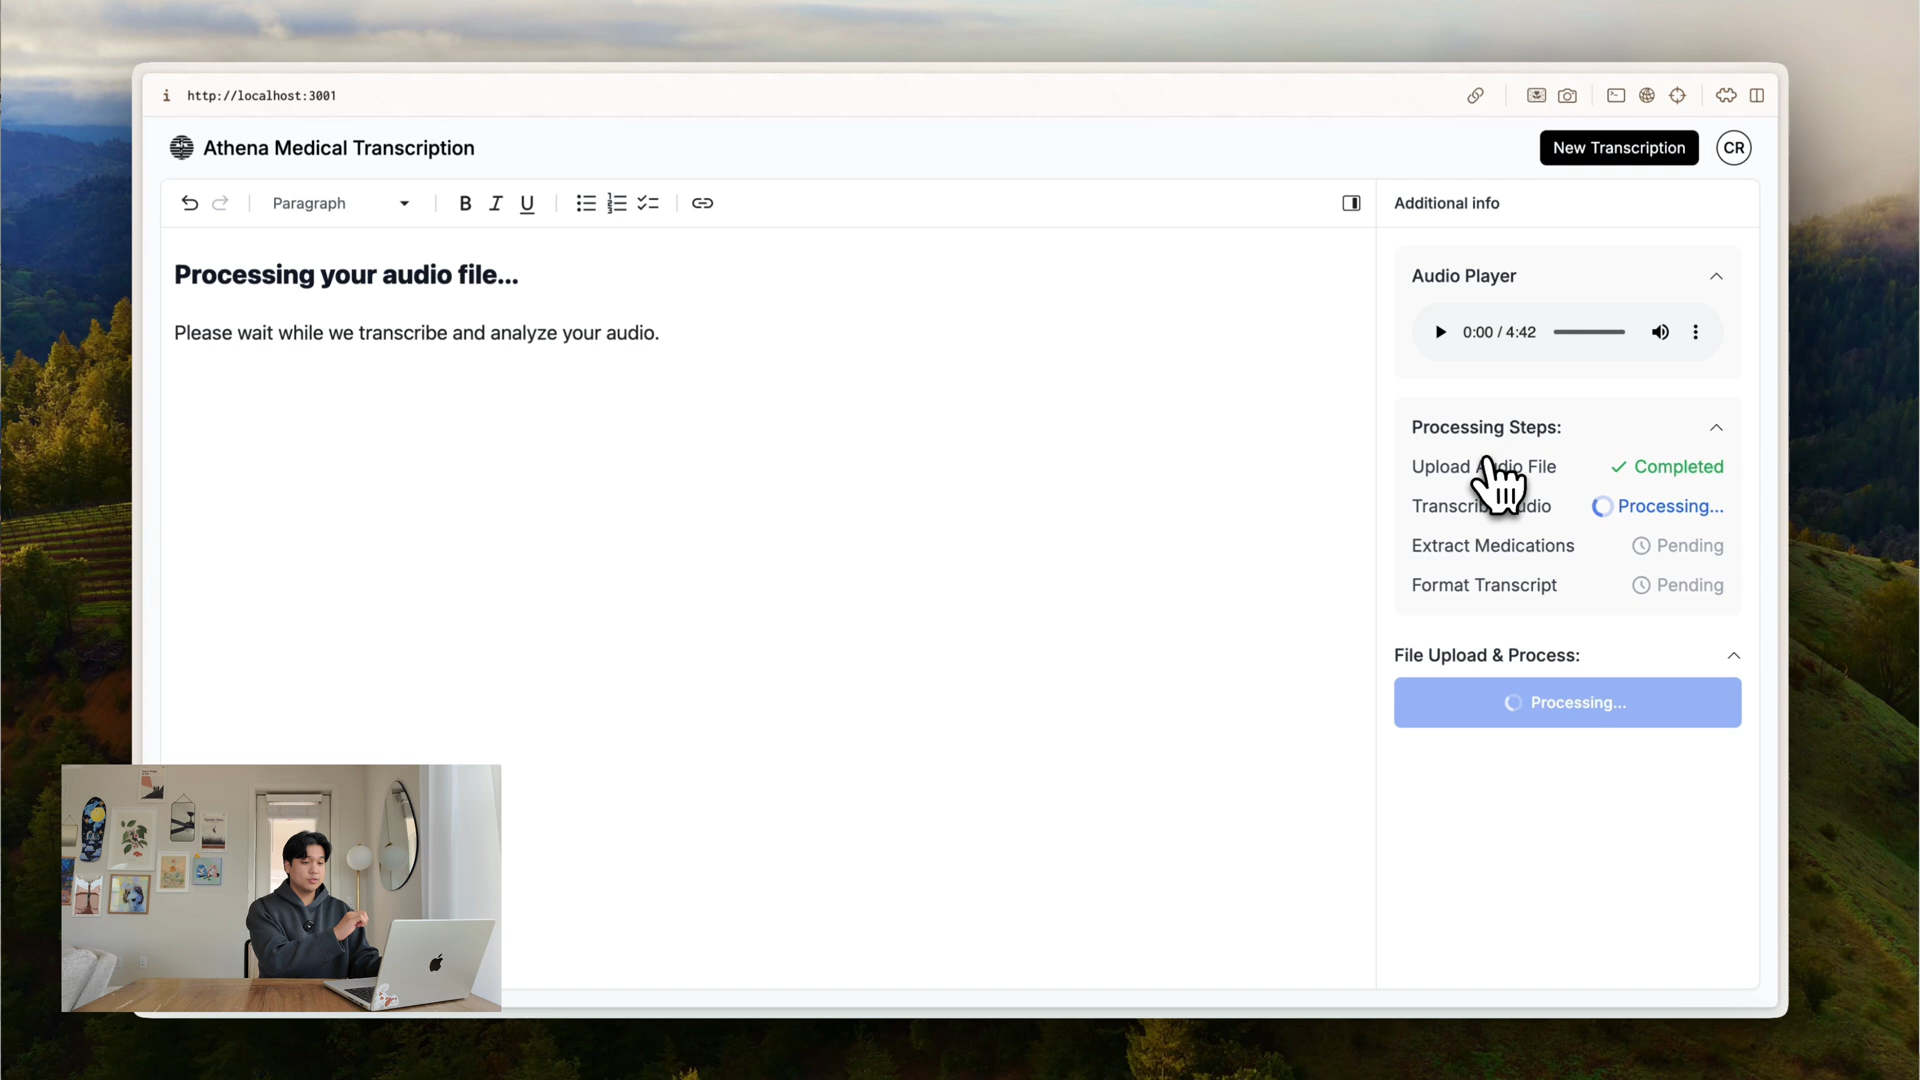 i http://localhost:3001
Athena Medical Transcription
New Transcription
CR
Paragraph
B I U
Additional info
Processing your audio file...
Please wait while we transcribe and analyze your audio.
Audio Player
0:00 / 4:42
Processing Steps:
Upload Audio File Completed
Processing...
Extract Medications Pending
Format Transcript Pending
File Upload & Process:
Processing...